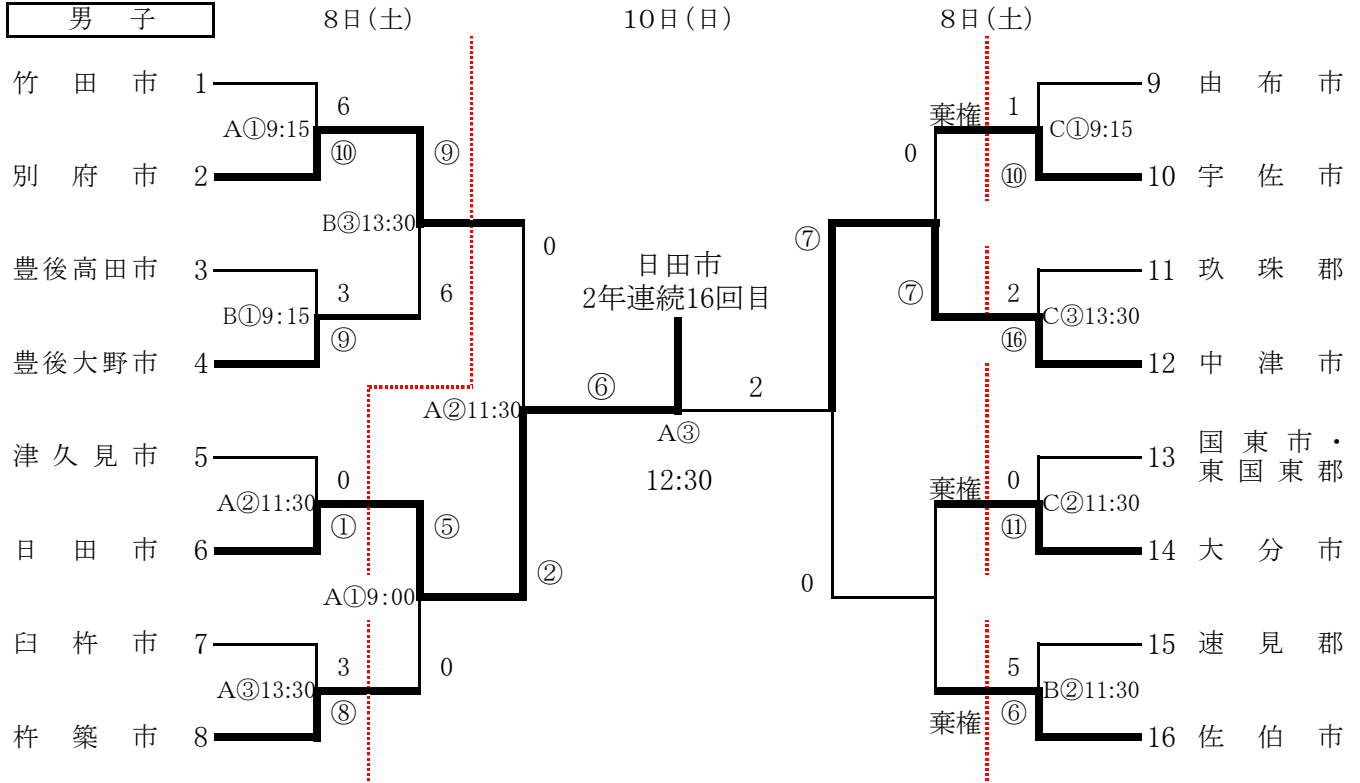 男子
8日(土)
10日(日)
8日(土)
竹田市 1
A①9:15
6
⑩
別府市 2
⑨
B③13:30
豊後高田市 3
B①9:15
3
⑨
6
豊後大野市 4
0
A②11:30
津久見市 5
A②11:30
0
①
日田市 6
⑤
A①9:00
②
臼杵市 7
A③13:30
3
⑧
0
杵築市 8
日田市
2年連続16回目
⑥
2
A③
12:30
9 由布市
棄権
1
C①9:15
0
⑩
10 宇佐市
⑦
11 玖珠郡
⑦
2
C③13:30
⑯
12 中津市
13 国東市・
東国東郡
棄権
0
C②11:30
⑪
14 大分市
0
15 速見郡
5
B②11:30
棄権
⑥
16 佐伯市